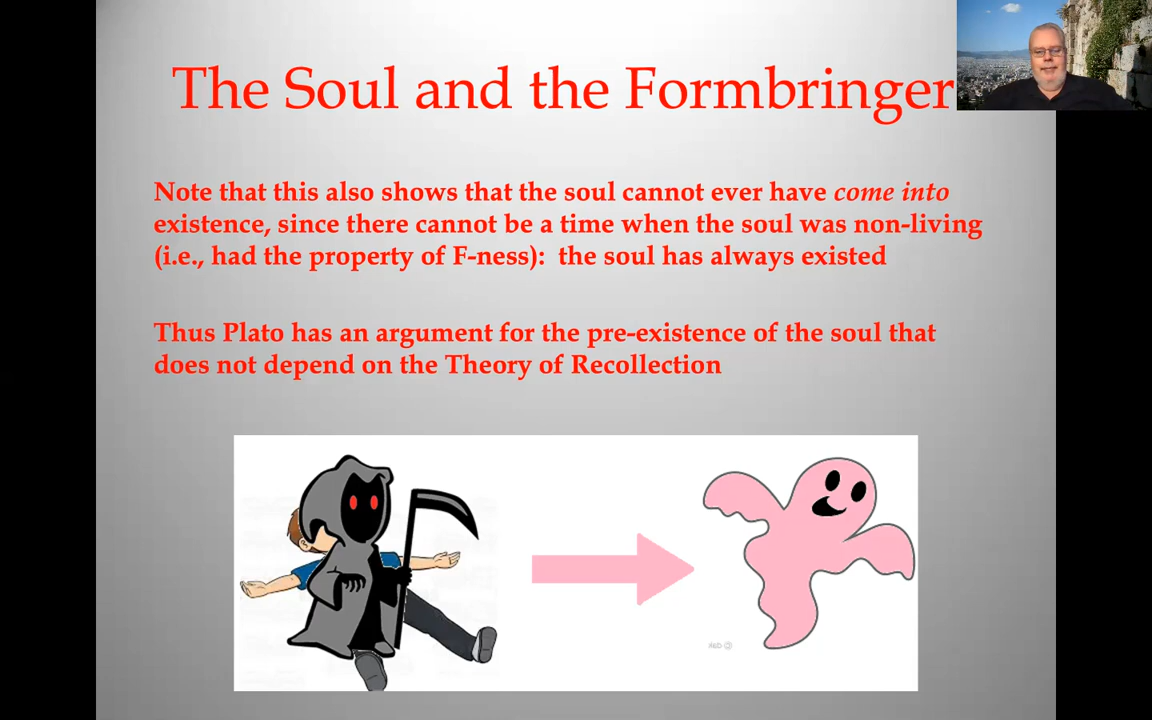 The Soul and the Formbringer
Note that this also shows that the soul cannot ever have come into
existence, since there cannot be a time when the soul was non-living
(i.e., had the property of F-ness):  the soul has always existed
Thus Plato has an argument for the pre-existence of the soul that
does not depend on the Theory of Recollection